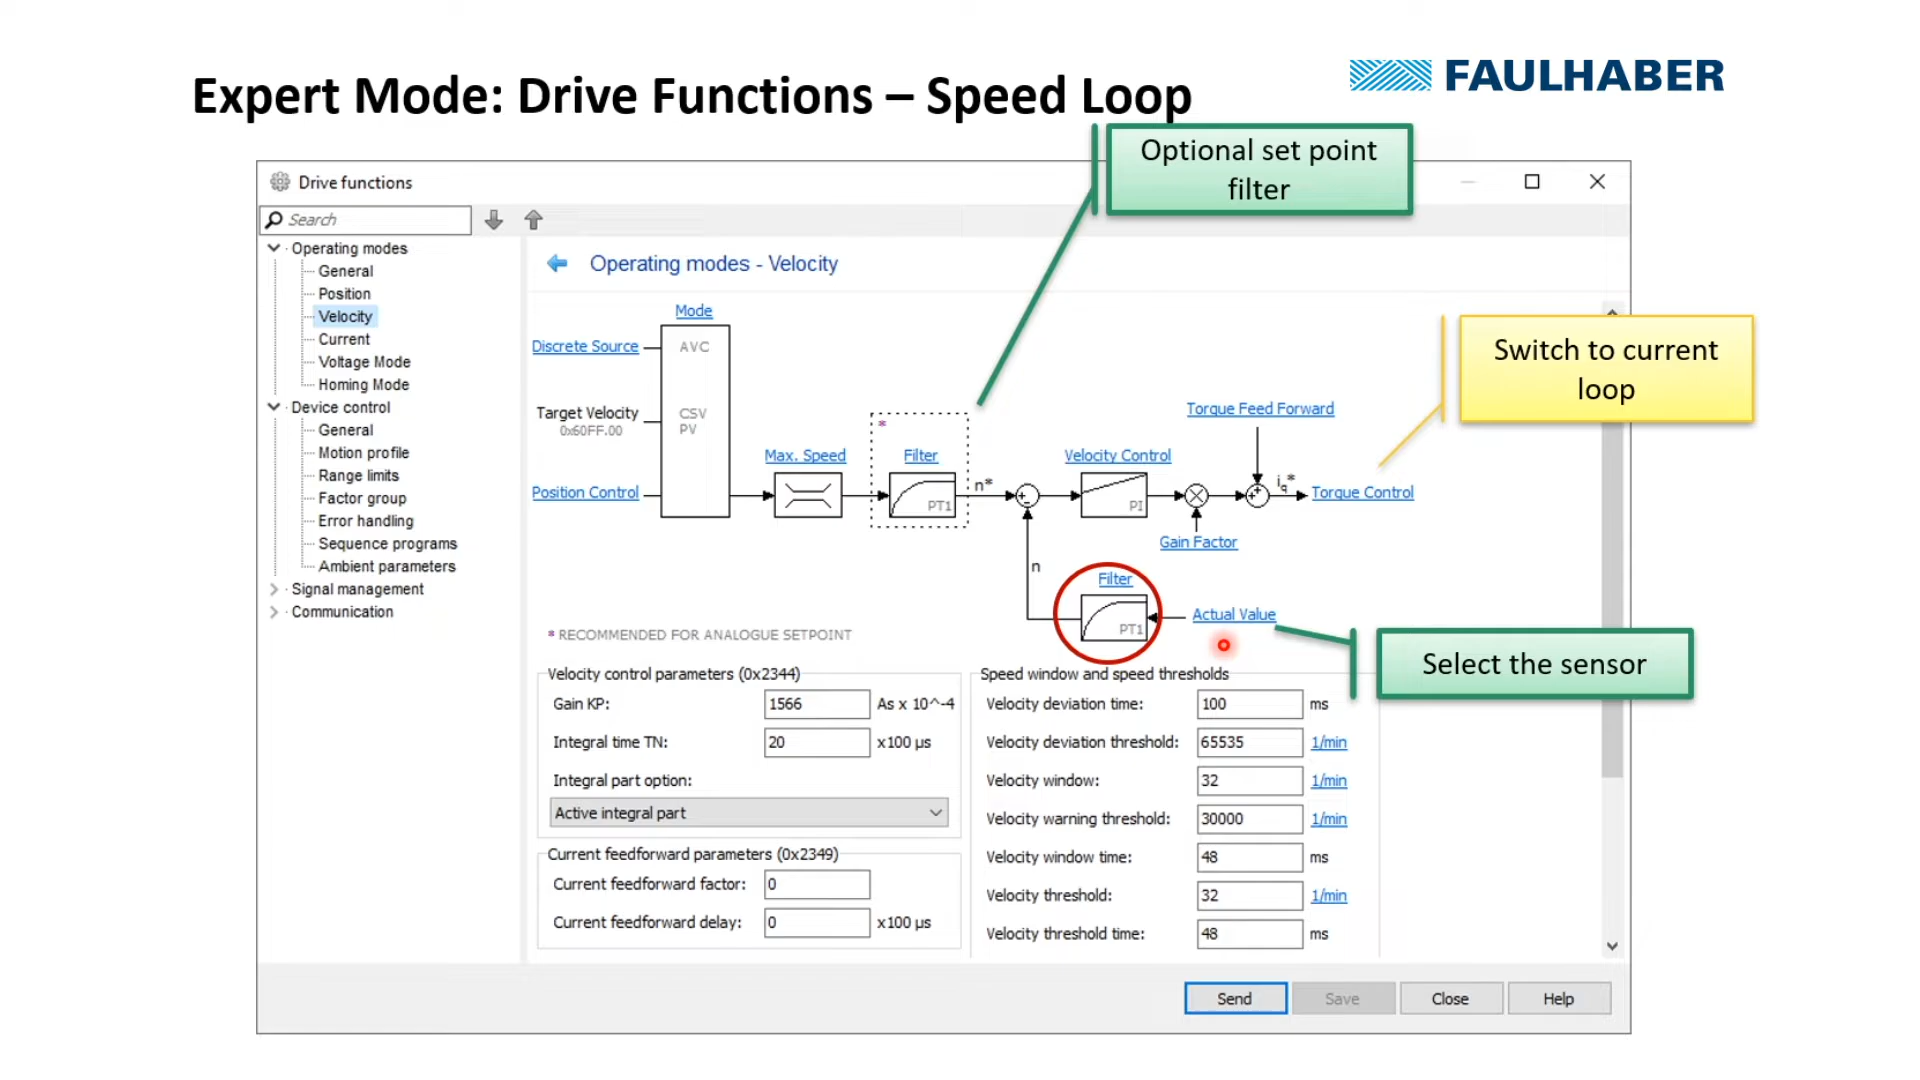 Expert Mode: Drive Functions – Speed Loop
FAULHABER
Optional set point
filter
Drive functions
Search
Operating modes
General
Position
Velocity
Current
Voltage Mode
Homing Mode
Device control
General
Motion profile
Range limits
Factor group
Error handling
Sequence programs
Ambient parameters
Signal management
Communication
Operating modes - Velocity
Mode
Discrete Source
AVC
Target Velocity
0x60FF.00
CSV
PV
Position Control
Max. Speed
*
Filter
PT1
n*
Velocity Control
PI
Torque Feed Forward
iq*
Torque Control
Gain Factor
n
Filter
PT1
Actual Value
Switch to current
loop
Select the sensor
* RECOMMENDED FOR ANALOGUE SETPOINT
Velocity control parameters (0x2344)
Gain KP: 1566 As x 10^-4
Integral time TN: 20 x100 µs
Integral part option:
Active integral part
Current feedforward parameters (0x2349)
Current feedforward factor: 0
Current feedforward delay: 0 x100 µs
Speed window and speed thresholds
Velocity deviation time: 100 ms
Velocity deviation threshold: 65535 1/min
Velocity window: 32 1/min
Velocity warning threshold: 30000 1/min
Velocity window time: 48 ms
Velocity threshold: 32 1/min
Velocity threshold time: 48 ms
Send Save Close Help